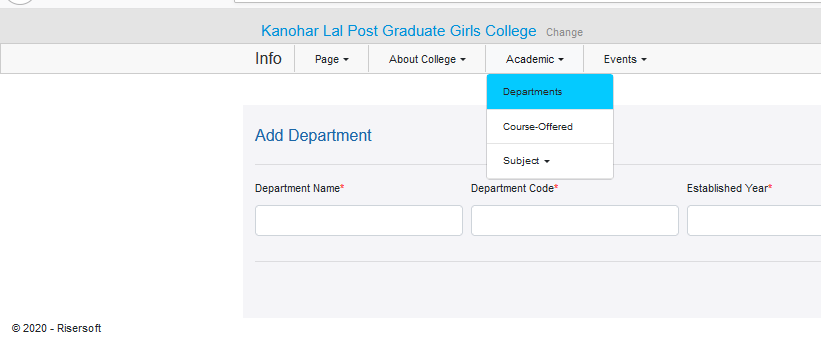 Kanohar Lal Post Graduate Girls College Change
Info Page About College Academic Events
Departments
Course-Offered
Subject
Add Department
Department Name* Department Code* Established Year*
© 2020 - Risersoft